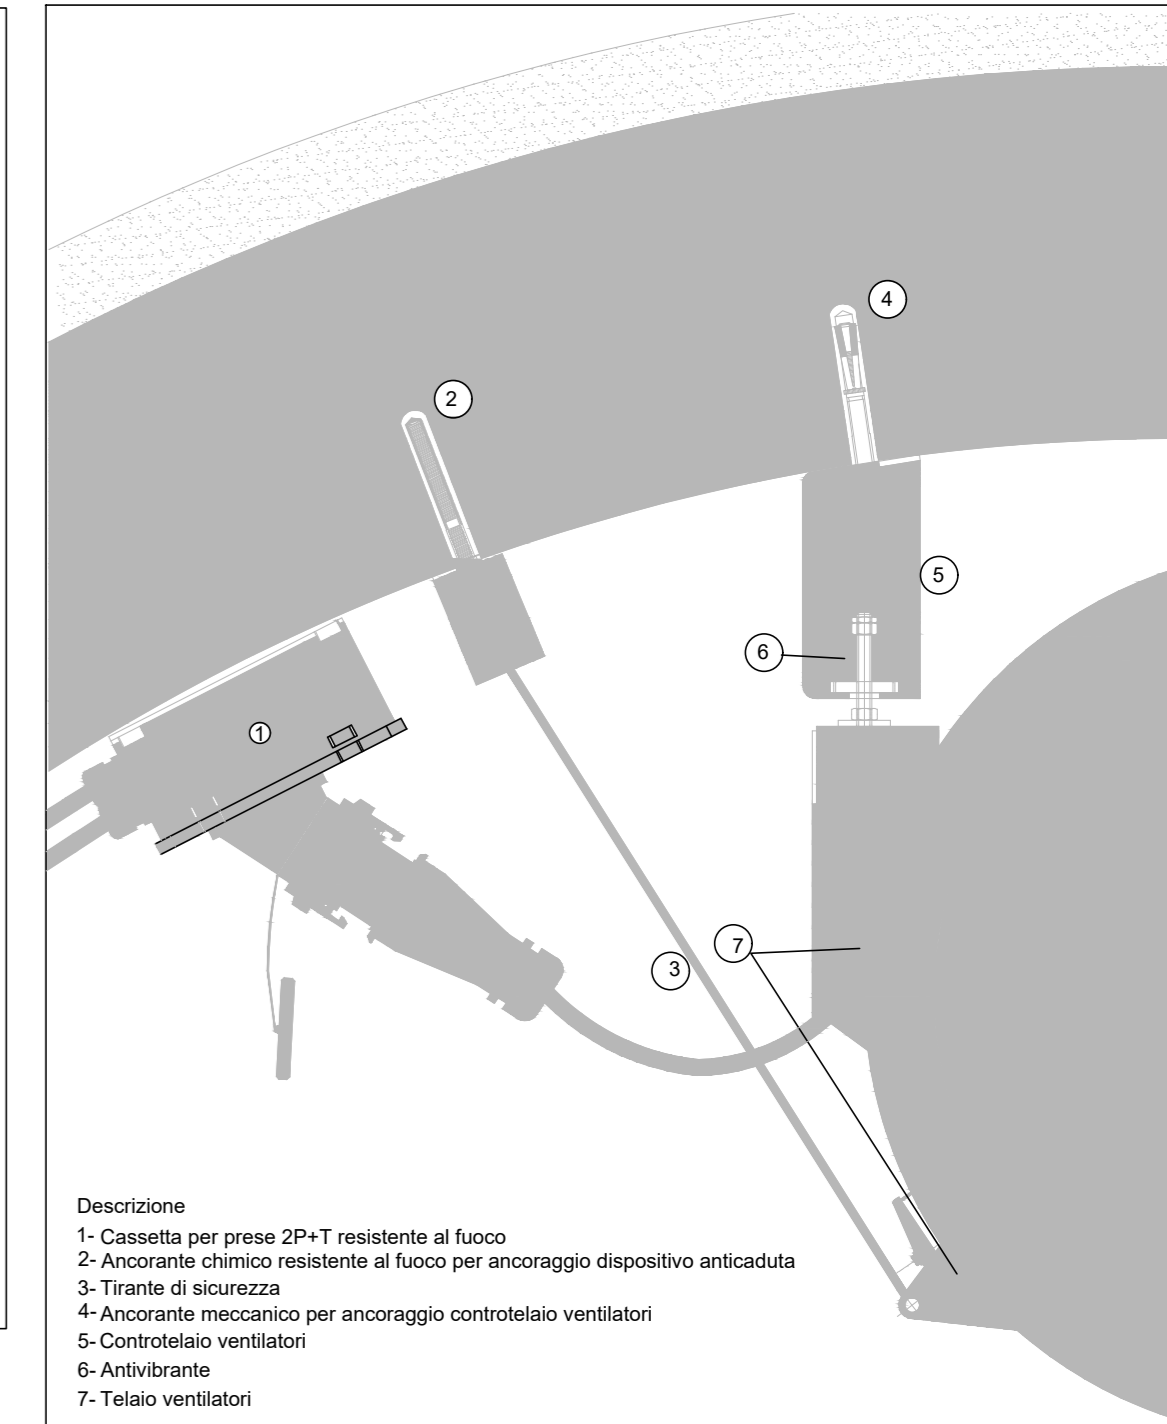 4
2
5
6
1
7
3
Descrizione
1- Cassetta per prese 2P+T resistente al fuoco
2- Ancorante chimico resistente al fuoco per ancoraggio dispositivo anticaduta
3- Tirante di sicurezza
4- Ancorante meccanico per ancoraggio controtelaio ventilatori
5- Controtelaio ventilatori
6- Antivibrante
7- Telaio ventilatori